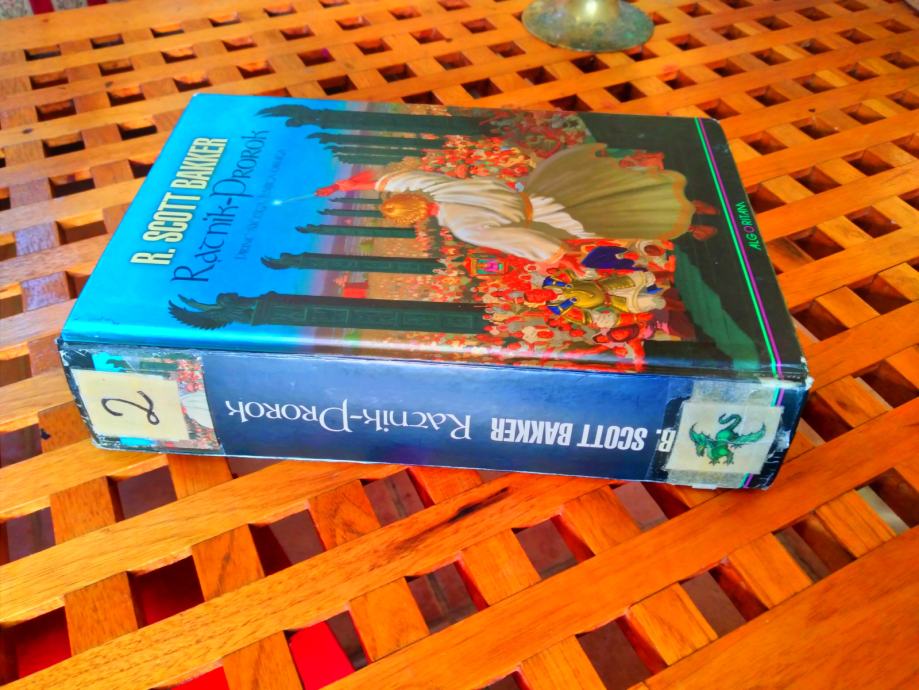 R. SCOTT BAKKER
Ratnik-Prorok
ALGORITAM
R. SCOTT BAKKER Ratnik-Prorok
2